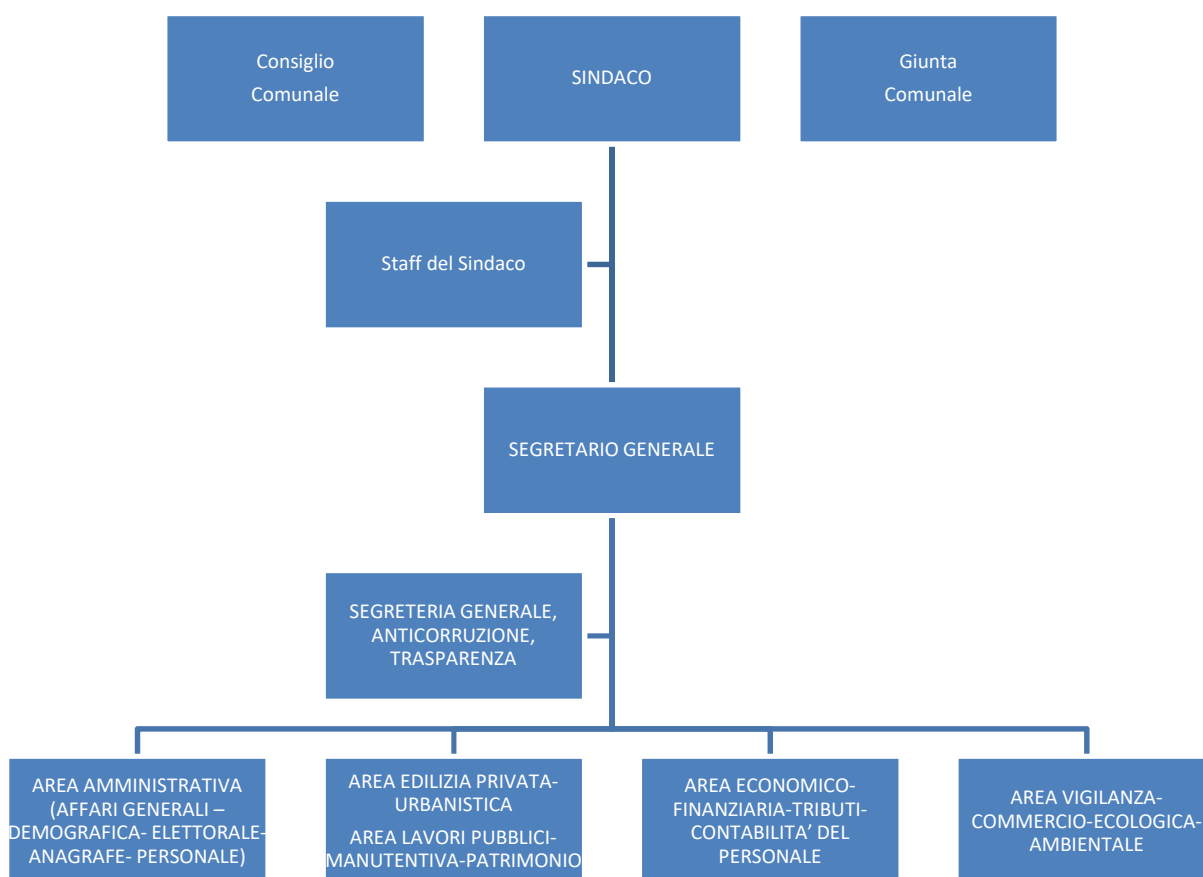 Consiglio
Comunale
SINDACO
Giunta
Comunale
Staff del Sindaco
SEGRETARIO GENERALE
SEGRETERIA GENERALE,
ANTICORRUZIONE,
TRASPARENZA
AREA AMMINISTRATIVA
(AFFARI GENERALI –
DEMOGRAFICA- ELETTORALE-
ANAGRAFE- PERSONALE)
AREA EDILIZIA PRIVATA-
URBANISTICA
AREA LAVORI PUBBLICI-
MANUTENTIVA-PATRIMONIO
AREA ECONOMICO-
FINANZIARIA-TRIBUTI-
CONTABILITA’ DEL
PERSONALE
AREA VIGILANZA-
COMMERCIO-ECOLOGICA-
AMBIENTALE